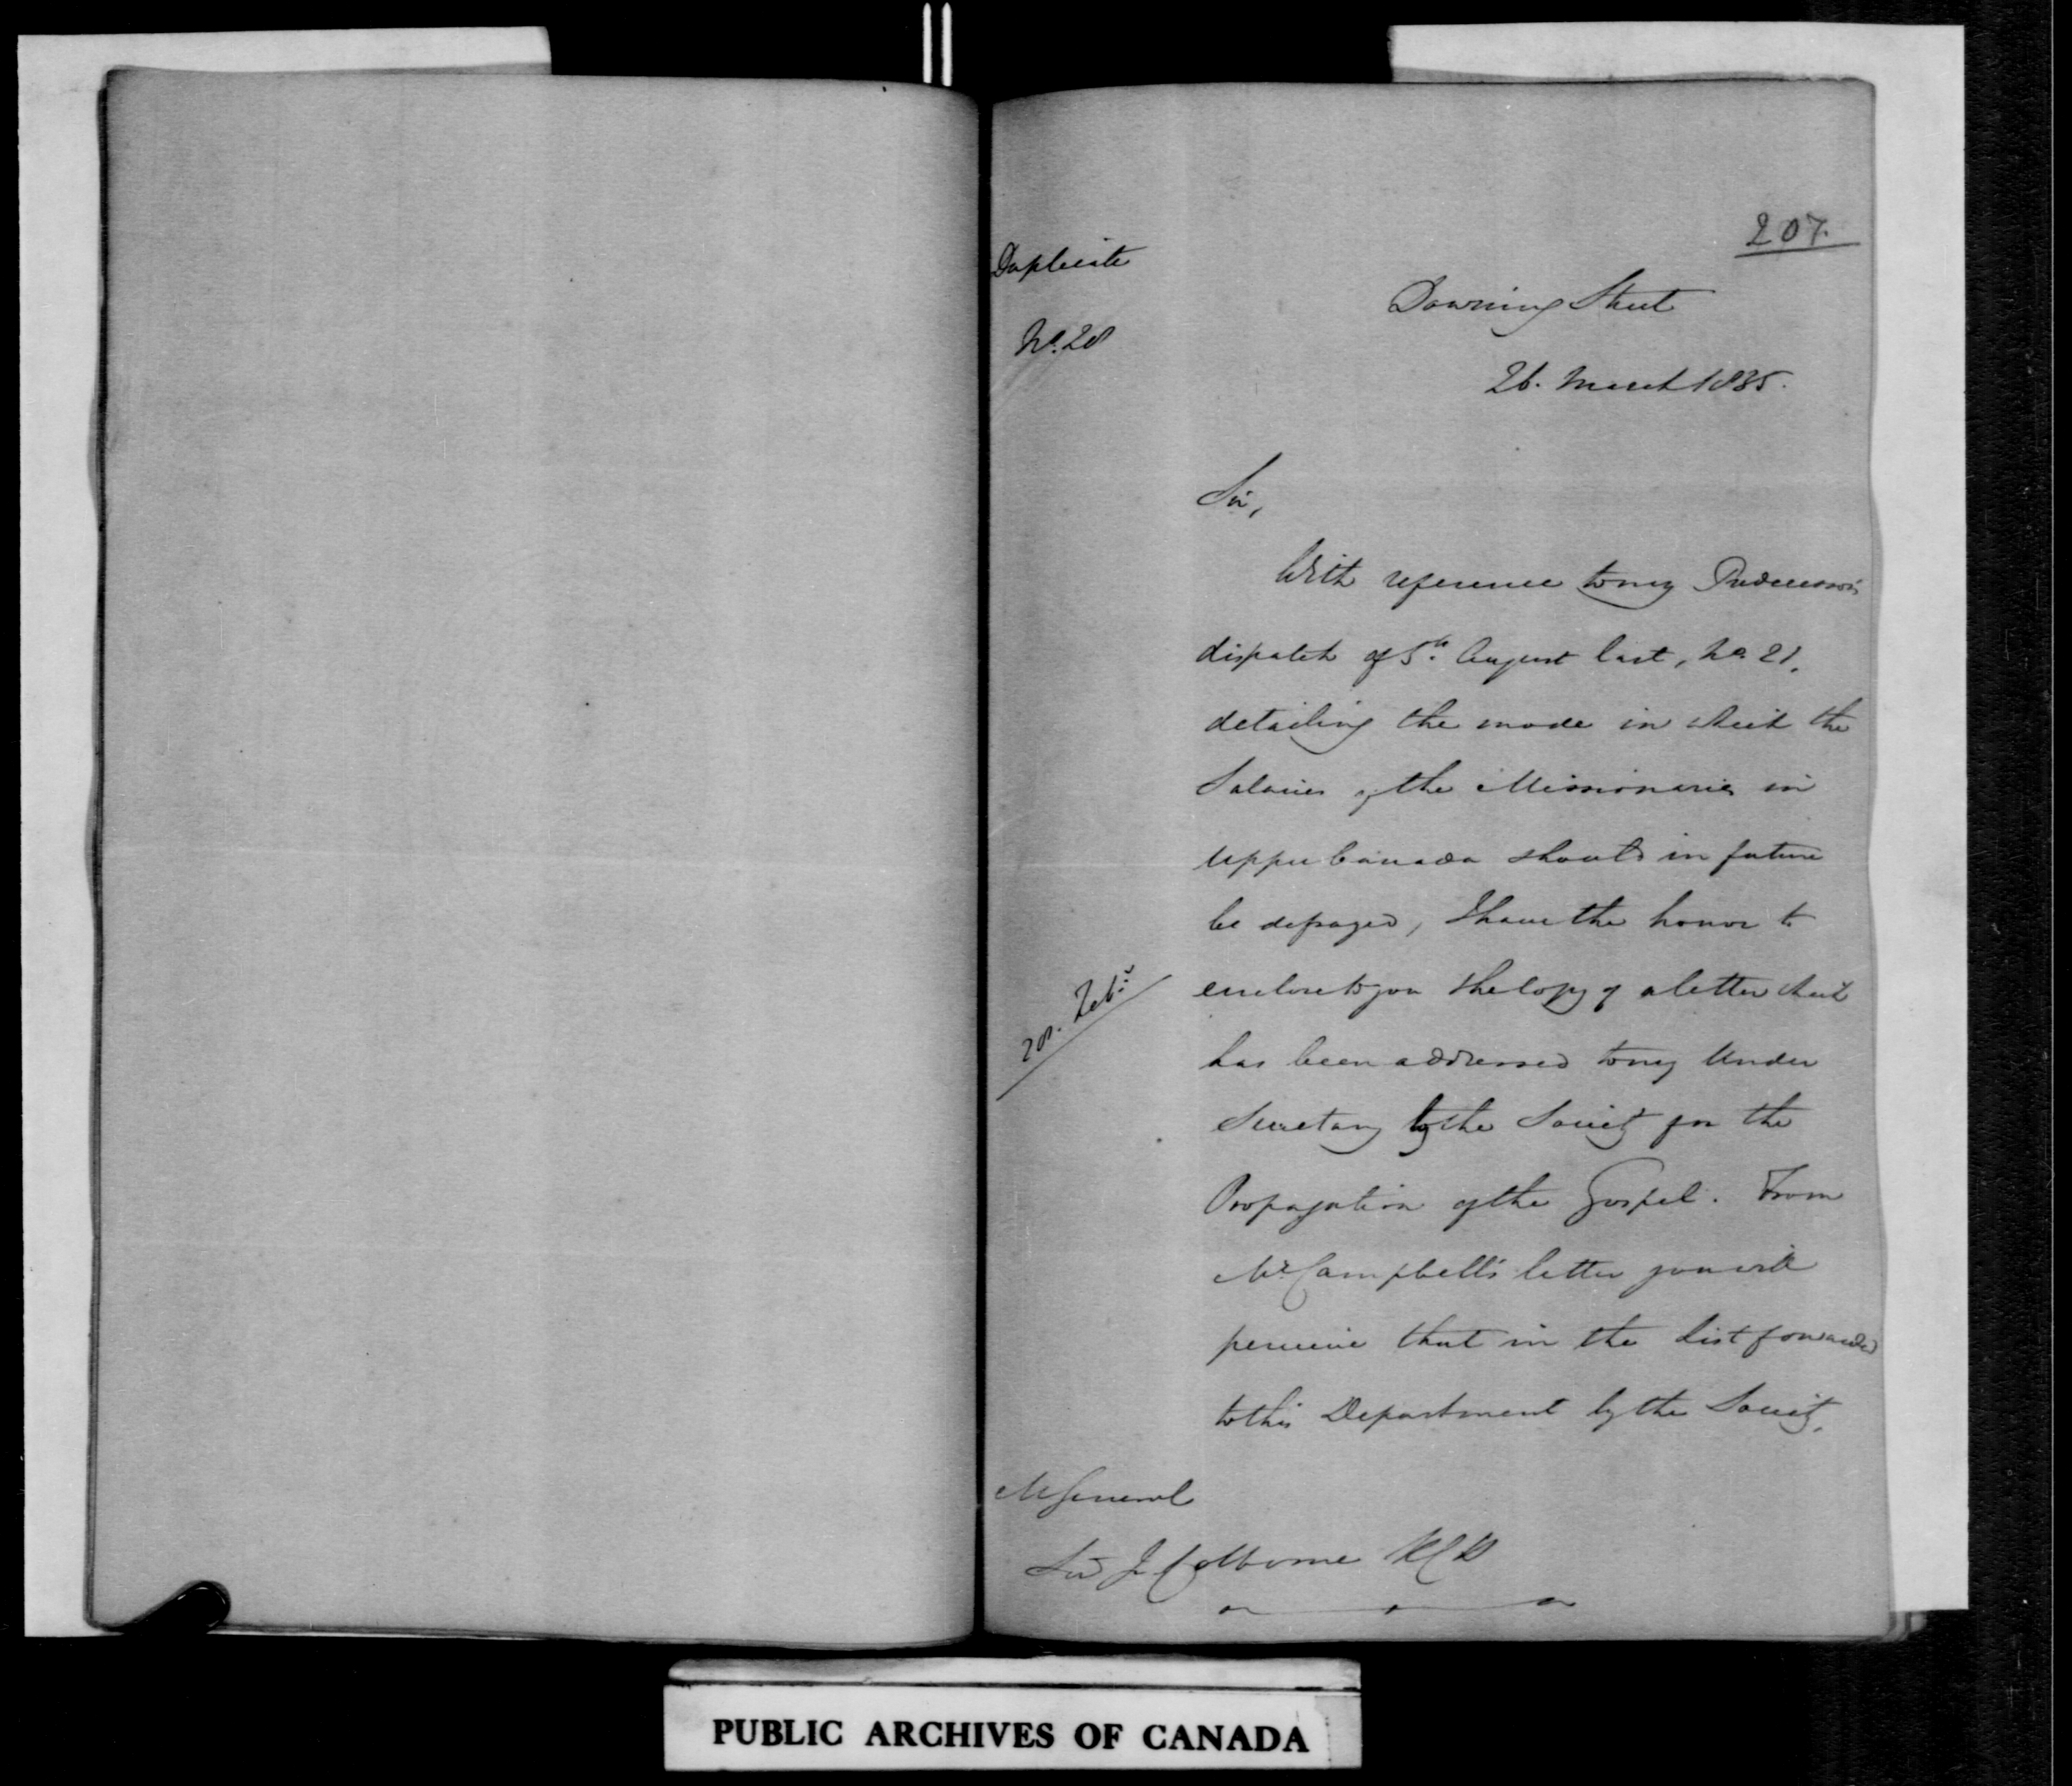 207.
Duplicate
Downing Street
No. 28
26. March 1835.
Sir,
With reference to my Predecessor's
dispatch of 5th. August last, No. 21,
detailing the mode in which the
Salaries of the Missionaries in
Upper Canada should in future
be defrayed, I have the honor to
enclose to you the Copy of a letter which
28. Feby.
has been addressed to my Under
Secretary by the Society for the
Propagation of the Gospel. From
Mr. Campbell's letter you will
perceive that in the list forwarded
to this Department by the Society,
M General
Sir J Colborne KCB
PUBLIC ARCHIVES OF CANADA